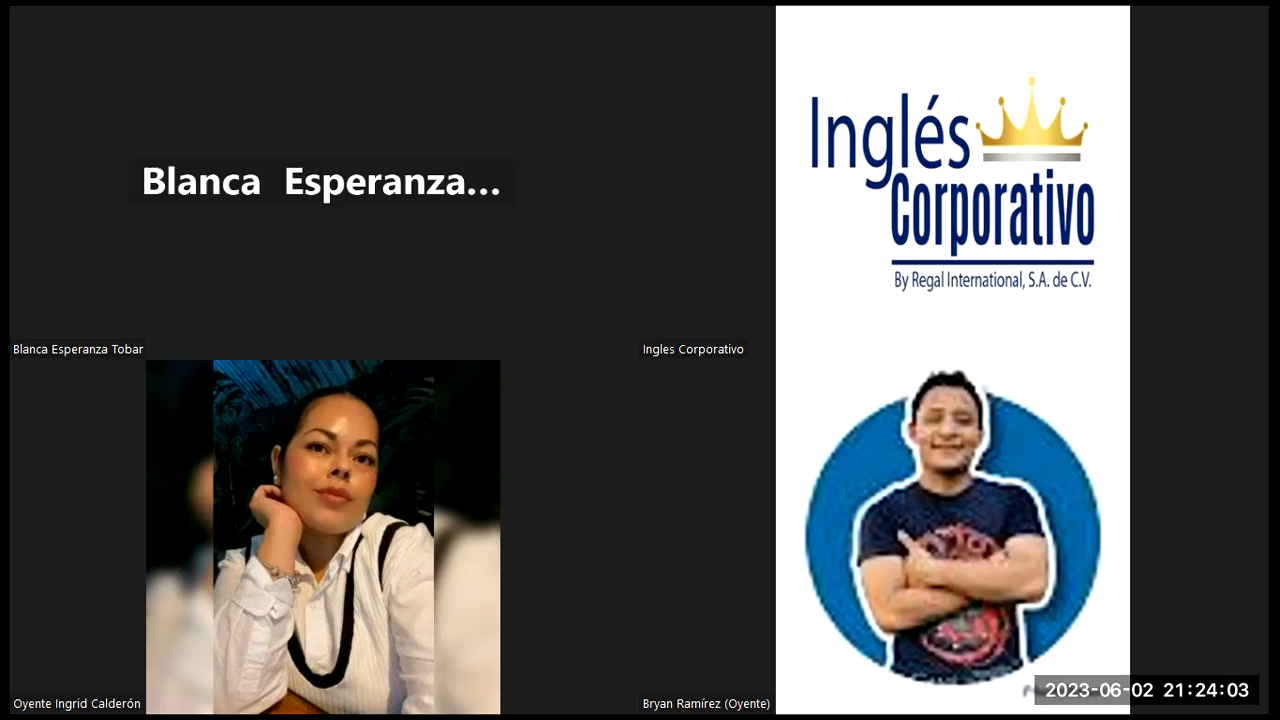 Blanca Esperanza...
Inglés
Corporativo
By Regal International, S.A. de C.V.
Blanca Esperanza Tobar
Ingles Corporativo
Oyente Ingrid Calderón
Bryan Ramírez (Oyente)
2023-06-02 21:24:03